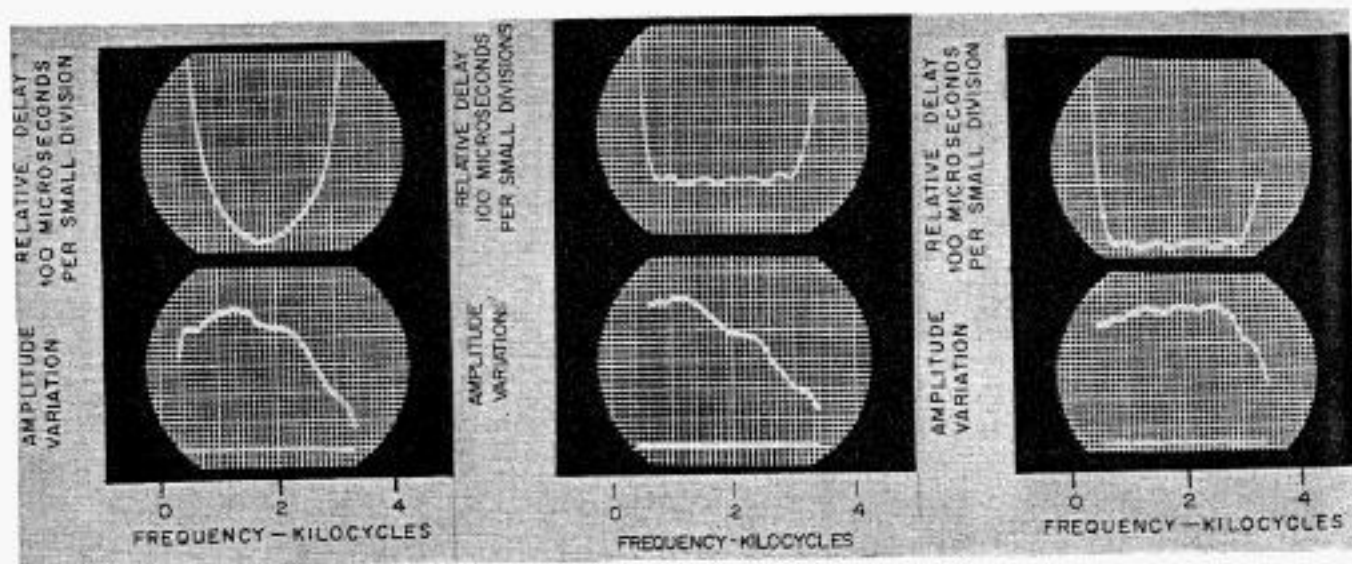 RELATIVE DELAY
100 MICROSECONDS
PER SMALL DIVISION
AMPLITUDE
VARIATION
0 2 4
FREQUENCY—KILOCYCLES
RELATIVE DELAY
100 MICROSECONDS
PER SMALL DIVISIONS
AMPLITUDE
VARIATION
0 2 4
FREQUENCY-KILOCYCLES
RELATIVE DELAY
100 MICROSECONDS
PER SMALL DIVISION
AMPLITUDE
VARIATION
0 2 4
FREQUENCY—KILOCYCLES